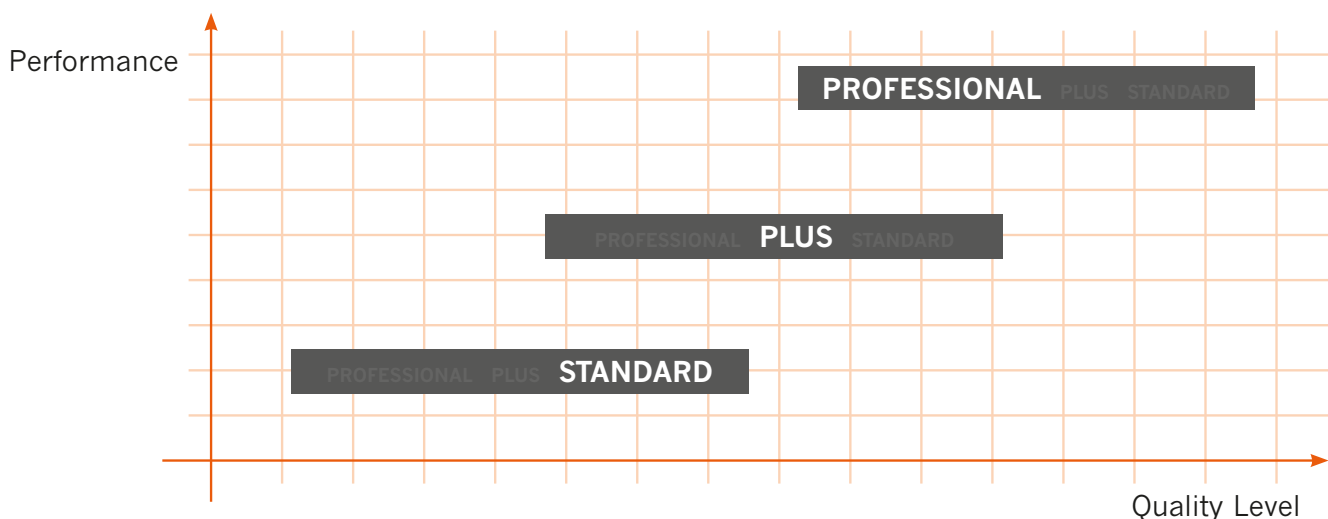 Performance
PROFESSIONAL PLUS STANDARD
PROFESSIONAL PLUS STANDARD
PROFESSIONAL PLUS STANDARD
Quality Level